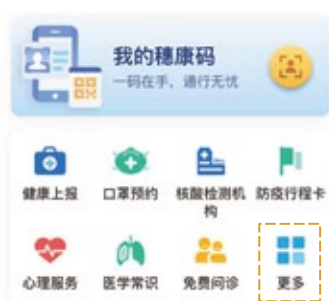 我的穗康码
一码在手，通行无忧
健康上报 口罩预约 核酸检测机构 防疫行程卡
心理服务 医学常识 免费问诊 更多